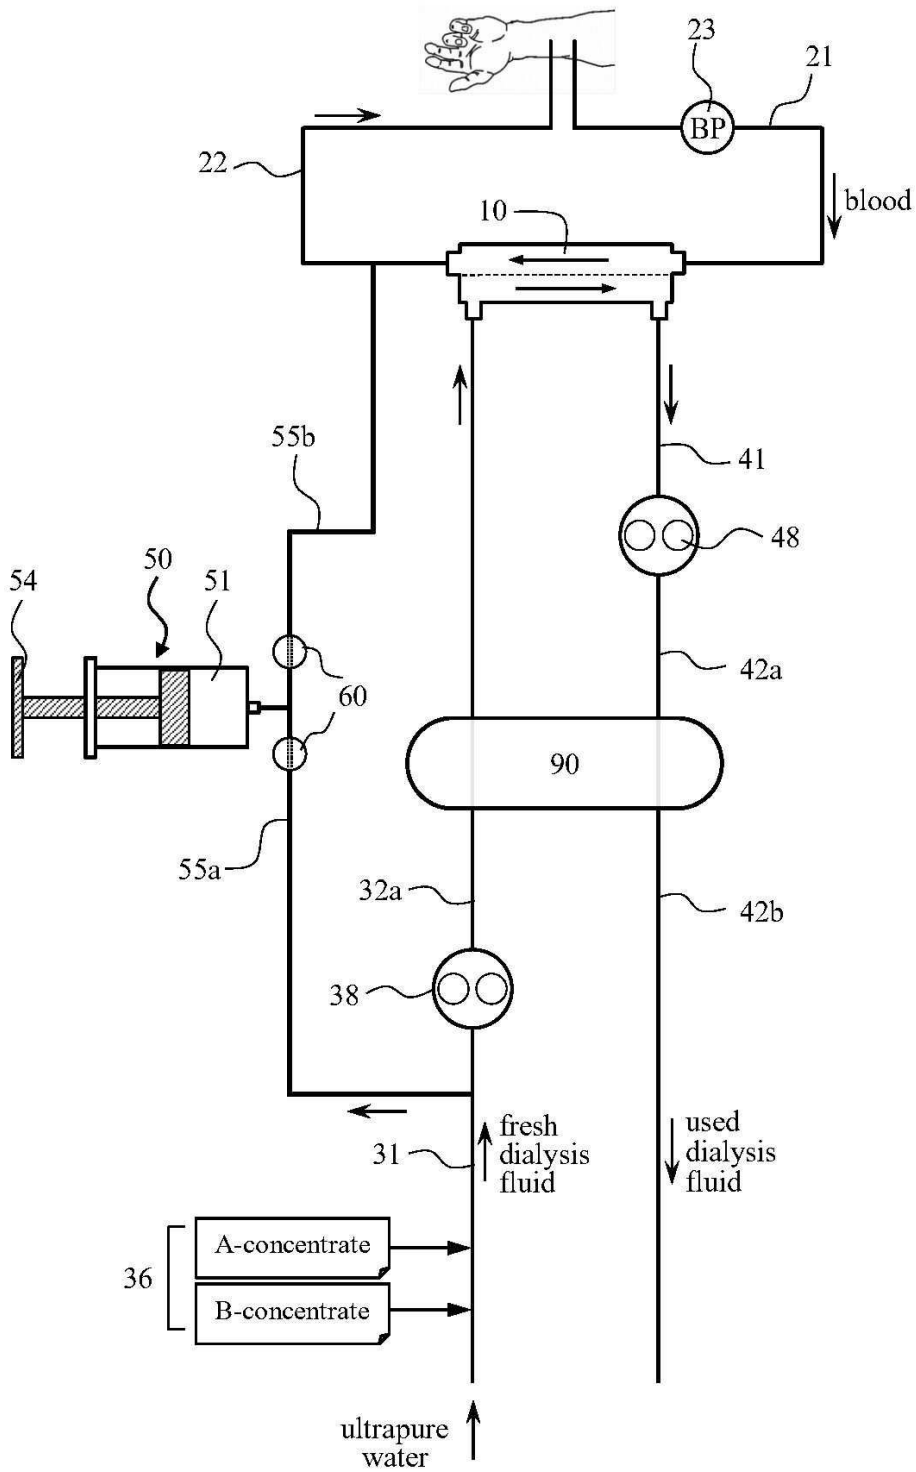 23
21
BP
22
blood
10
55b
41
50
54
51
48
60
42a
90
55a
32a
42b
38
fresh
dialysis
fluid
used
dialysis
fluid
31
A-concentrate
36
B-concentrate
ultrapure
water